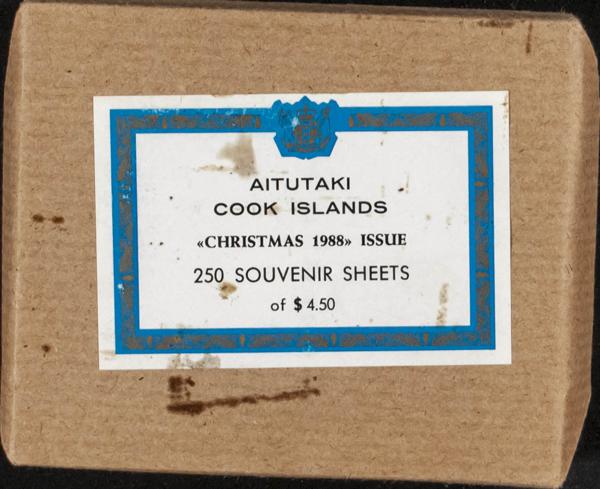 AITUTAKI
COOK ISLANDS
«CHRISTMAS 1988» ISSUE
250 SOUVENIR SHEETS
of $ 4.50